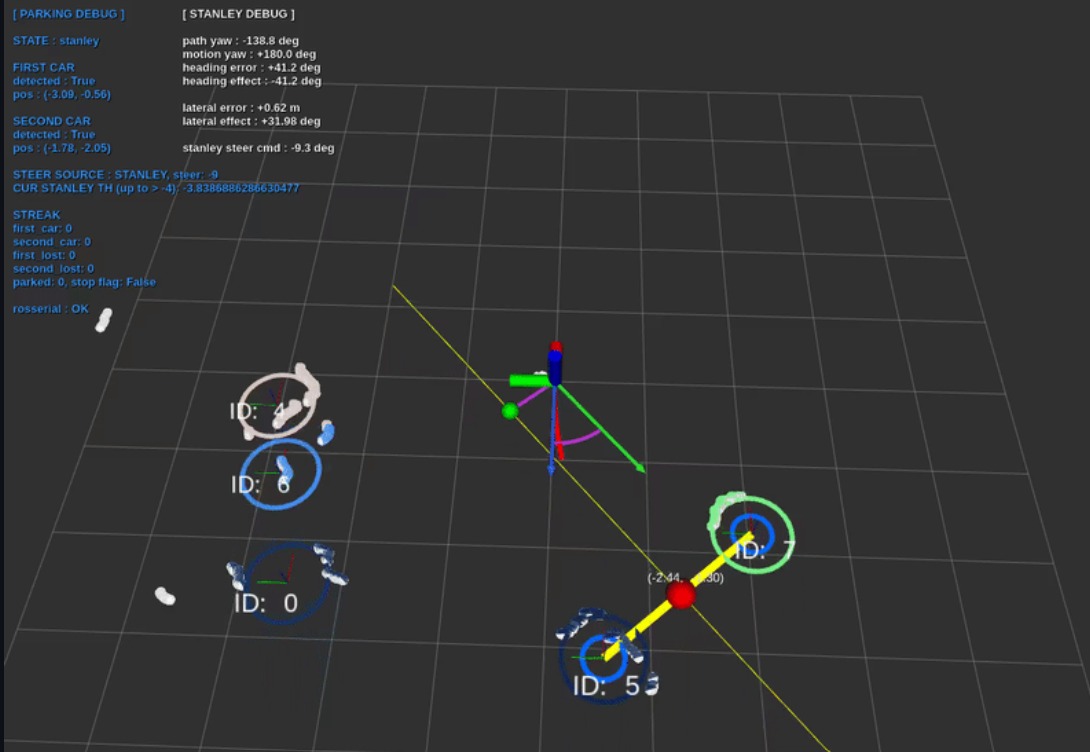 [ PARKING DEBUG ]
STATE : stanley
FIRST CAR
detected : True
pos : (-3.09, -0.56)
SECOND CAR
detected : True
pos : (-1.78, -2.05)
STEER SOURCE : STANLEY, steer: -9
CUR STANLEY TH (up to > -4): -3.8386886286630477
STREAK
first_car: 0
second_car: 0
first_lost: 0
second_lost: 0
parked: 0, stop flag: False
rosserial : OK
[ STANLEY DEBUG ]
path yaw : -138.8 deg
motion yaw : +180.0 deg
heading error : +41.2 deg
heading effect : -41.2 deg
lateral error : +0.62 m
lateral effect : +31.98 deg
stanley steer cmd : -9.3 deg
ID: 4
ID: 6
ID: 0
ID: 7
(-2.44, .30)
ID: 5